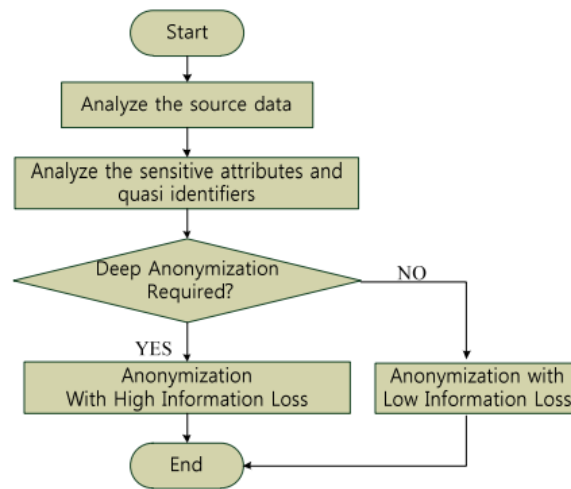 Start
Analyze the source data
Analyze the sensitive attributes and
quasi identifiers
Deep Anonymization
Required?
NO
YES
Anonymization
With High Information Loss
Anonymization with
Low Information Loss
End